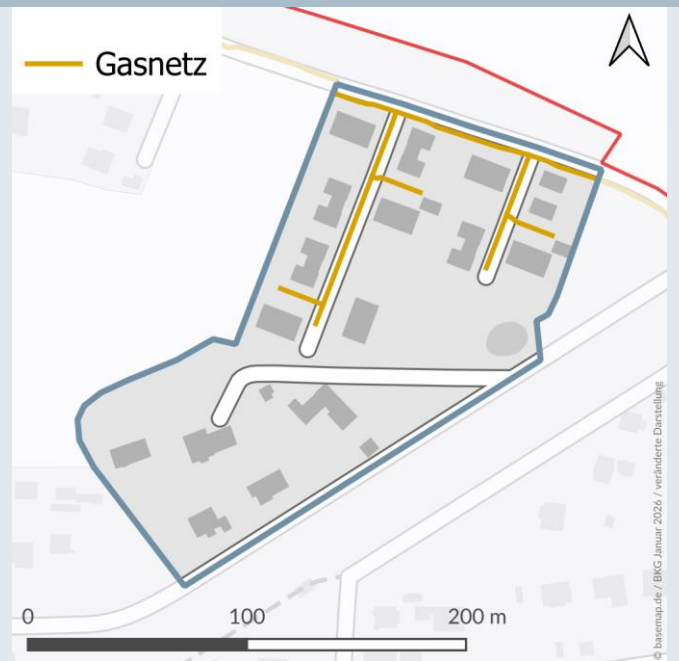 Gasnetz
0 100 200 m
© basemap.de / BKG Januar 2026 / veränderte Darstellung